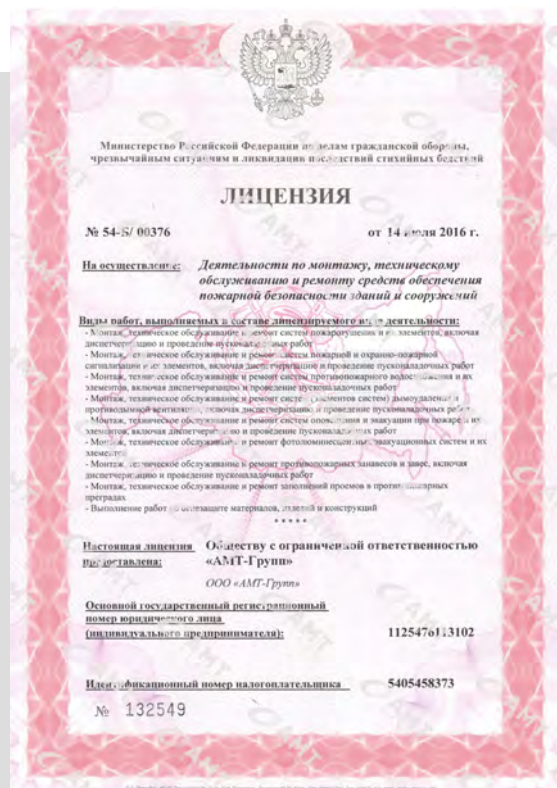 Министерство Российской Федерации по делам гражданской обороны,
чрезвычайным ситуациям и ликвидации последствий стихийных бедствий
ЛИЦЕНЗИЯ
№ 54-Б/ 00376 от 14 июля 2016 г.
На осуществление: Деятельности по монтажу, техническому
обслуживанию и ремонту средств обеспечения
пожарной безопасности зданий и сооружений
Виды работ, выполняемых в составе лицензируемого вида деятельности:
- Монтаж, техническое обслуживание и ремонт систем пожаротушения и их элементов, включая
диспетчеризацию и проведение пусконаладочных работ
- Монтаж, техническое обслуживание и ремонт систем пожарной и охранно-пожарной
сигнализации и их элементов, включая диспетчеризацию и проведение пусконаладочных работ
- Монтаж, техническое обслуживание и ремонт систем противопожарного водоснабжения и их
элементов, включая диспетчеризацию и проведение пусконаладочных работ
- Монтаж, техническое обслуживание и ремонт систем (элементов систем) дымоудаления и
противодымной вентиляции, включая диспетчеризацию и проведение пусконаладочных работ
- Монтаж, техническое обслуживание и ремонт систем оповещения и эвакуации при пожаре и их
элементов, включая диспетчеризацию и проведение пусконаладочных работ
- Монтаж, техническое обслуживание и ремонт фотолюминесцентных эвакуационных систем и их
элементов
- Монтаж, техническое обслуживание и ремонт противопожарных занавесов и завес, включая
диспетчеризацию и проведение пусконаладочных работ
- Монтаж, техническое обслуживание и ремонт заполнений проемов в противопожарных
преградах
- Выполнение работ по огнезащите материалов, изделий и конструкций
* * * * *
Настоящая лицензия Обществу с ограниченной ответственностью
предоставлена: «АМТ-Групп»
ООО «АМТ-Групп»
Основной государственный регистрационный
номер юридического лица
(индивидуального предпринимателя): 1125476113102
Идентификационный номер налогоплательщика 5405458373
№ 132549